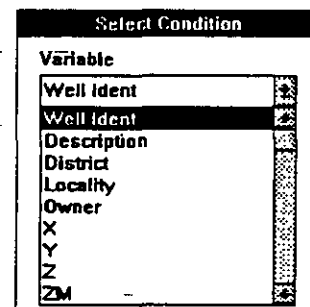 Select Condition
Variable
Well Ident
Well Ident
Description
District
Locality
Owner
X
Y
Z
ZM